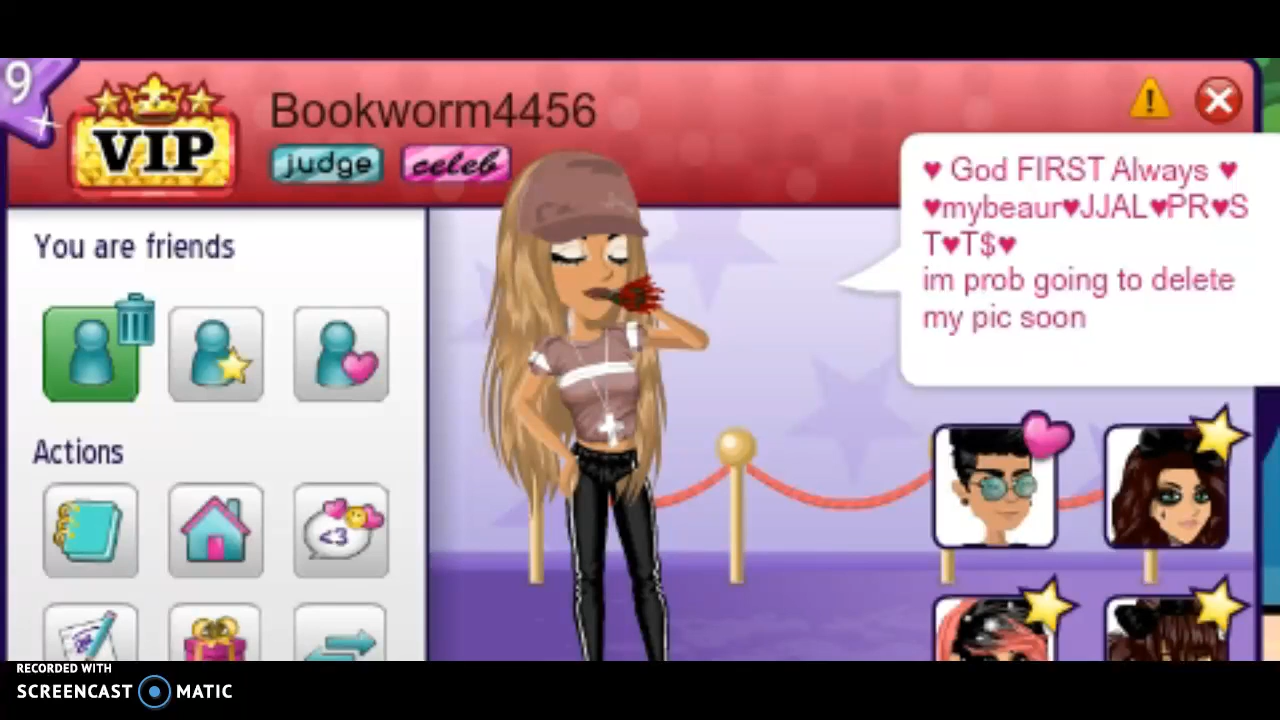 9
VIP
Bookworm4456
judge celeb
♥ God FIRST Always ♥
♥mybeaur♥JJAL♥PR♥S
T♥T$♥
im prob going to delete
my pic soon
You are friends
Actions
<3
RECORDED WITH
SCREENCAST MATIC